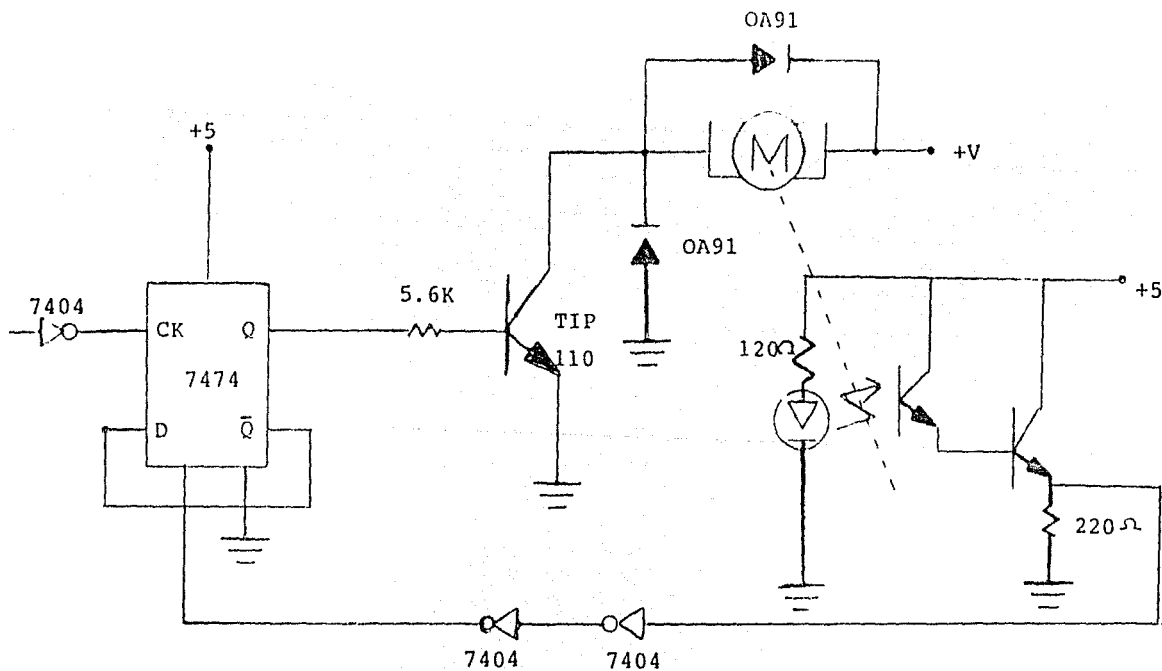 OA91
+5
+V
OA91
7404
5.6K
+5
CK
Q
TIP
110
120Ω
7474
D
Q̅
220Ω
7404
7404
M